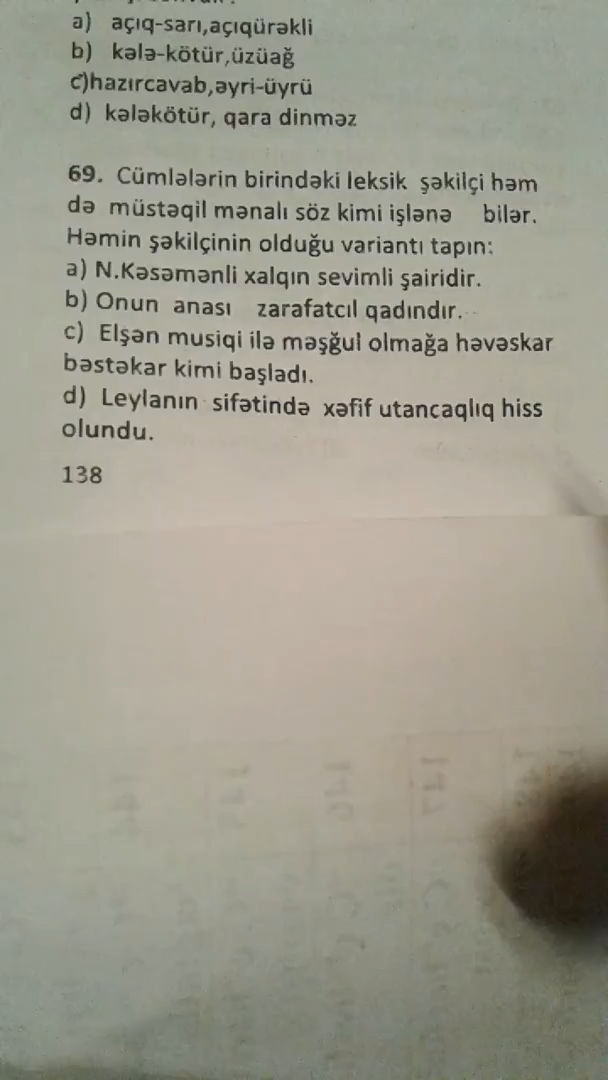 a) açıq-sarı,açıqürəkli
b) kələ-kötür,üzüağ
c)hazırcavab,əyri-üyrü
d) kələkötür, qara dinməz
69. Cümlələrin birindəki leksik şəkilçi həm
də müstəqil mənalı söz kimi işlənə bilər.
Həmin şəkilçinin olduğu variantı tapın:
a) N.Kəsəmənli xalqın sevimli şairidir.
b) Onun anası zarafatcıl qadındır.
c) Elşən musiqi ilə məşğul olmağa həvəskar
bəstəkar kimi başladı.
d) Leylanın sifətində xəfif utancaqlıq hiss
olundu.
138